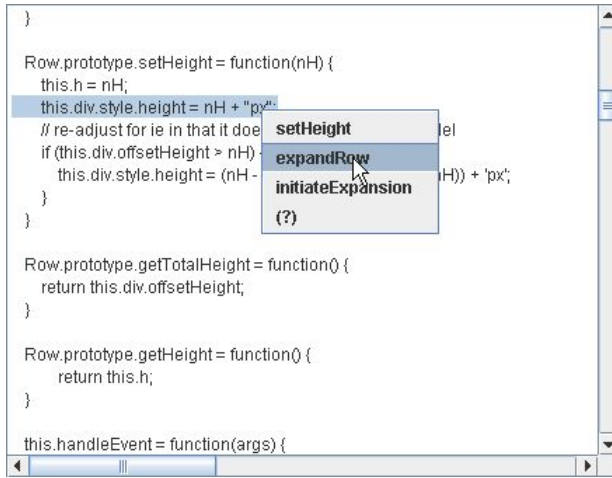 }
Row.prototype.setHeight = function(nH) {
this.h = nH;
this.div.style.height = nH + "px";
// re-adjust for ie in that it doe
if (this.div.offsetHeight > nH)
this.div.style.height = (nH - H)) + 'px';
}
}
setHeight
expandRow
initiateExpansion
(?)
Row.prototype.getTotalHeight = function() {
return this.div.offsetHeight;
}
Row.prototype.getHeight = function() {
return this.h;
}
this.handleEvent = function(args) {